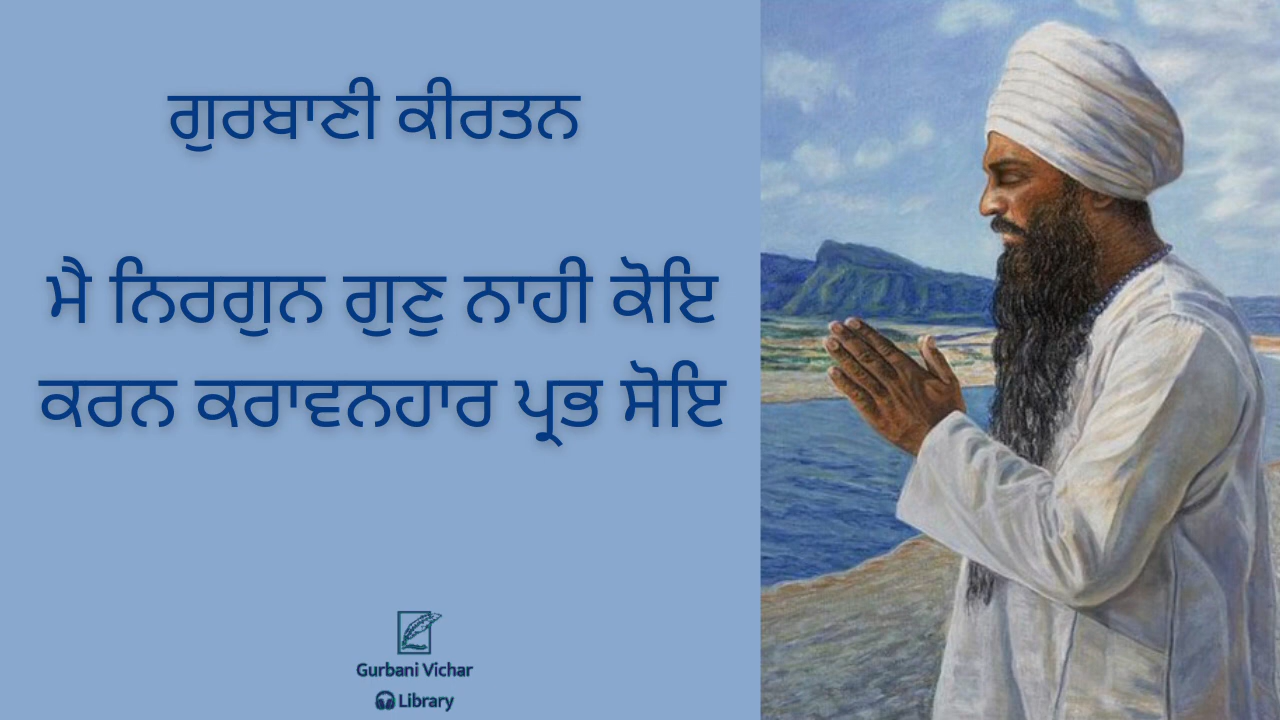 ਗੁਰਬਾਣੀ ਕੀਰਤਨ
ਮੈ ਨਿਰਗੁਨ ਗੁਣੁ ਨਾਹੀ ਕੋਇ
ਕਰਨ ਕਰਾਵਨਹਾਰ ਪ੍ਰਭ ਸੋਇ
Gurbani Vichar
Library